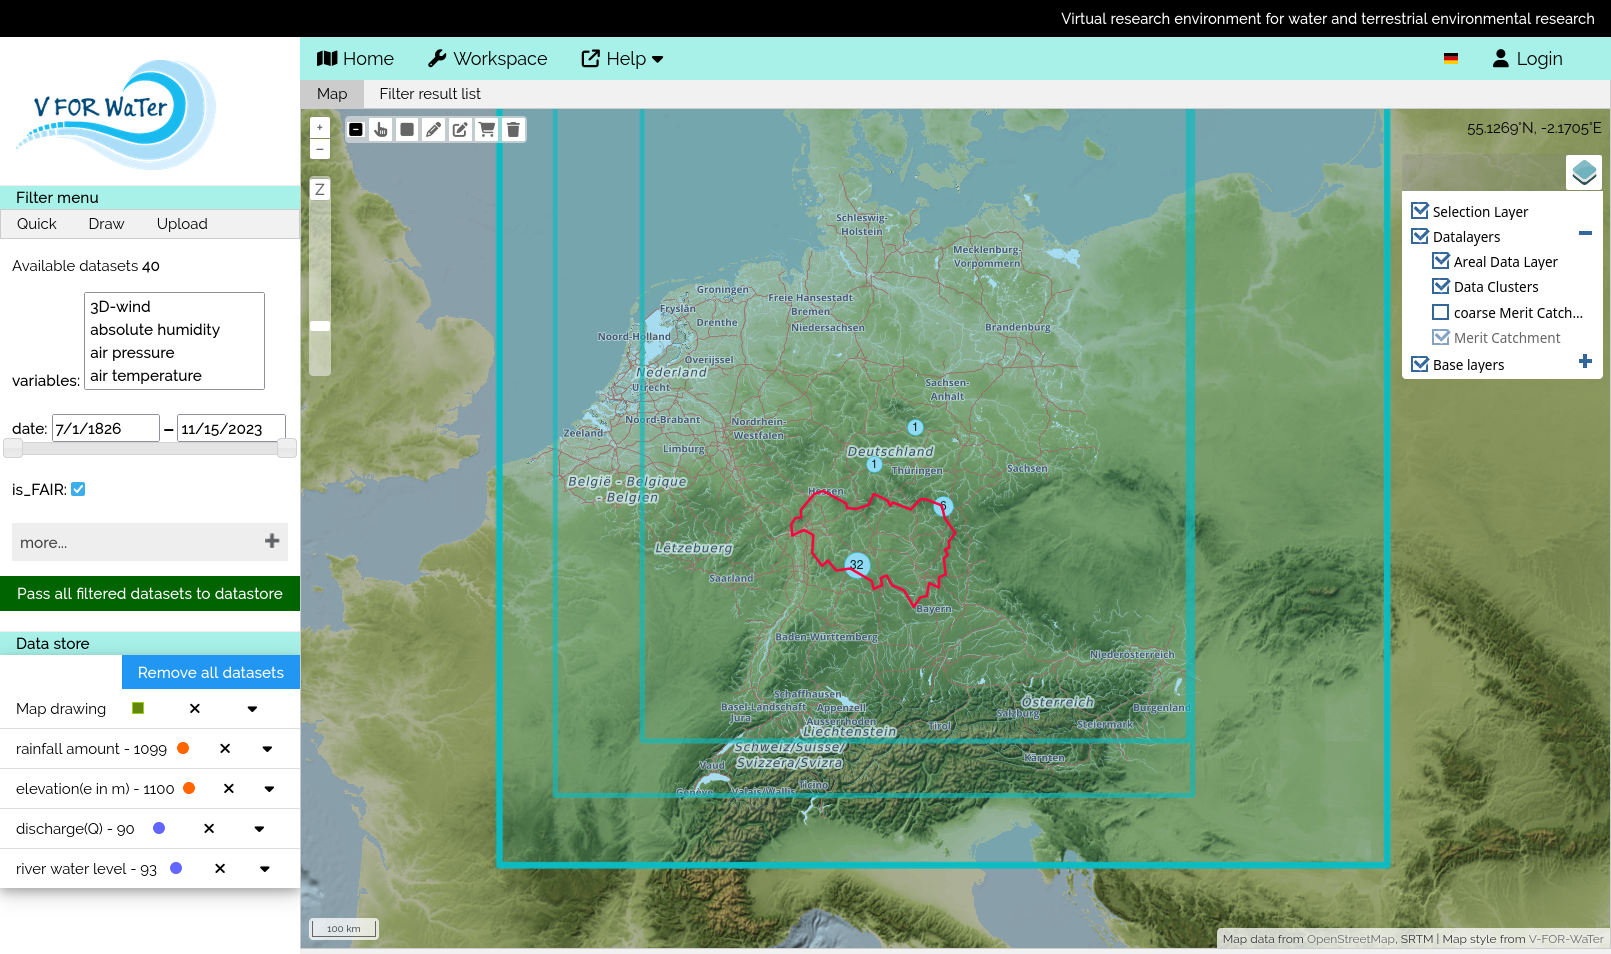 Virtual research environment for water and terrestrial environmental research
V FOR WaTer
Home
Workspace
Help
Login
Map
Filter result list
Filter menu
Quick
Draw
Upload
Available datasets 40
variables:
3D-wind
absolute humidity
air pressure
air temperature
date: 7/1/1826 – 11/15/2023
is_FAIR:
more...
Pass all filtered datasets to datastore
Data store
Remove all datasets
Map drawing
rainfall amount - 1099
elevation(e in m) - 1100
discharge(Q) - 90
river water level - 93
+
−
Z
55.1269°N, -2.1705°E
Selection Layer
Datalayers
Areal Data Layer
Data Clusters
coarse Merit Catch...
Merit Catchment
Base layers
Schleswig-
Holstein
Mecklenburg-
Vorpommern
Groningen
Freie Hansestadt
Bremen
Fryslân
Drenthe
Niedersachsen
Brandenburg
Noord-Holland
Overijssel
Nederland
Utrecht
Sachsen-
Anhalt
Noord-Brabant
Nordrhein-
Westfalen
Zeeland
1
Limburg
Deutschland
1
Thüringen
Sachsen
België - Belgique
- Belgien
Hessen
6
Lëtzebuerg
32
Saarland
Bayern
Baden-Württemberg
Niederösterreich
Schaffhausen
Basel-Landschaft
Appenzell
Ausserrhoden
Jura
Österreich
Salzburg
Burgenland
Steiermark
Tirol
Liechtenstein
Schweiz/Suisse/
Svizzera/Svizra
Vaud
Kärnten
Genève
Valais/Wallis
Ticino
100 km
Map data from OpenStreetMap, SRTM | Map style from V-FOR-WaTer